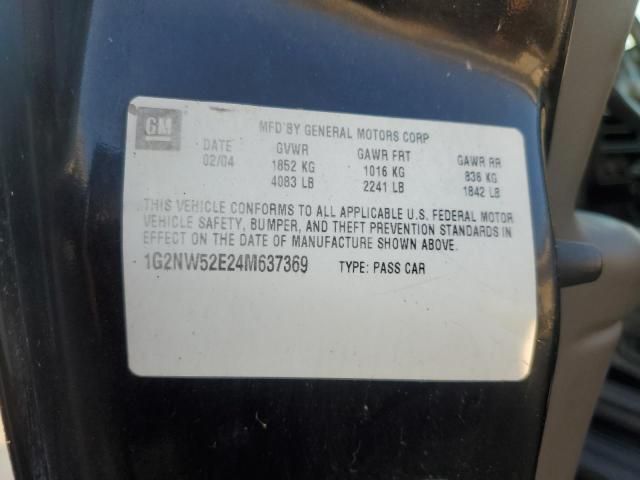 GM
MFD'BY GENERAL MOTORS CORP
DATE GVWR GAWR FRT GAWR RR
02/04 1852 KG 1016 KG 836 KG
4083 LB 2241 LB 1842 LB
THIS VEHICLE CONFORMS TO ALL APPLICABLE U.S. FEDERAL MOTOR
VEHICLE SAFETY, BUMPER, AND THEFT PREVENTION STANDARDS IN
EFFECT ON THE DATE OF MANUFACTURE SHOWN ABOVE.
1G2NW52E24M637369 TYPE: PASS CAR